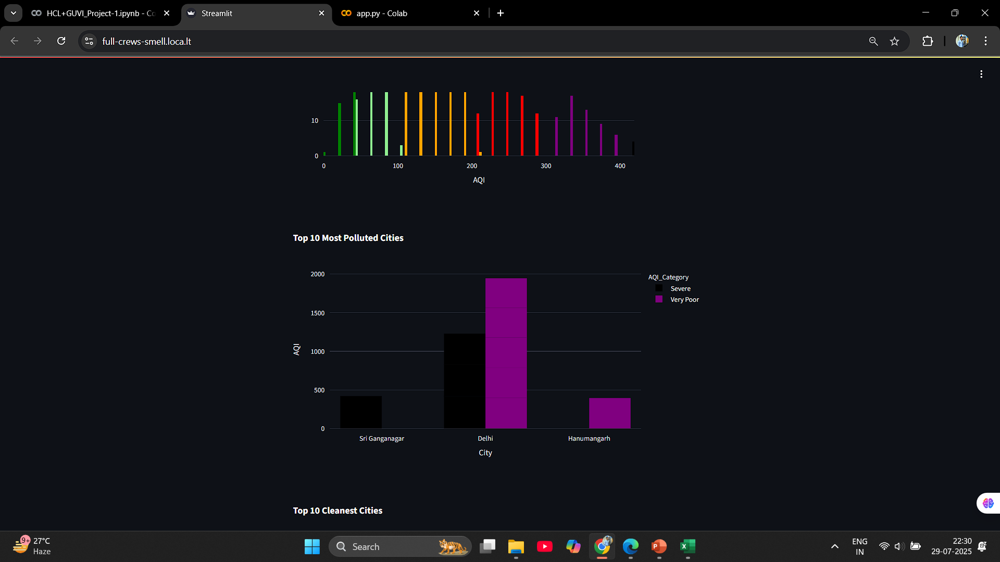 HCL+GUVI_Project-1.ipynb - Co
Streamlit
app.py - Colab
full-crews-smell.loca.lt
10
0
0 100 200 300 400
AQI
Top 10 Most Polluted Cities
2000
1500
1000
500
0
AQI
AQI_Category
Severe
Very Poor
Sri Ganganagar Delhi Hanumangarh
City
Top 10 Cleanest Cities
9+
27°C
Haze
Search
ENG
IN
22:30
29-07-2025